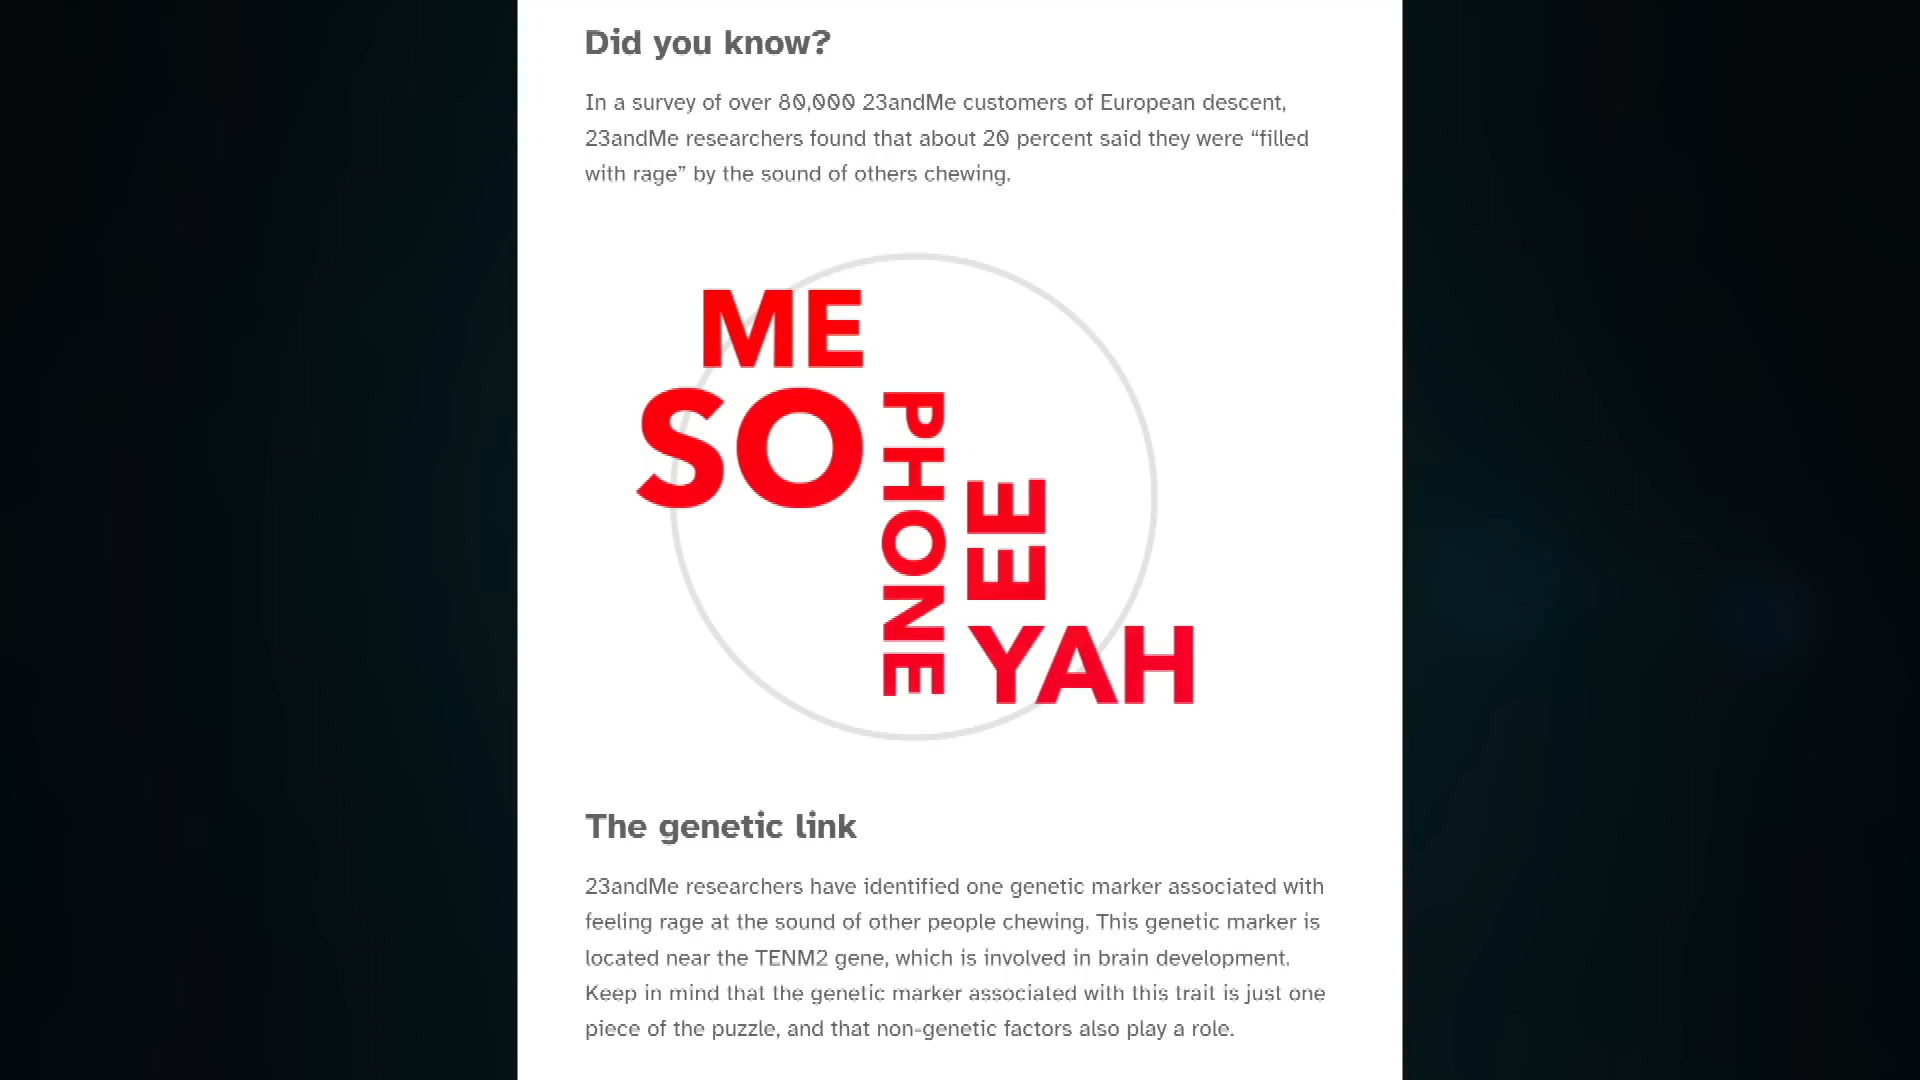 Did you know?
In a survey of over 80,000 23andMe customers of European descent,
23andMe researchers found that about 20 percent said they were “filled
with rage” by the sound of others chewing.
ME
SO
PHONE
EE
YAH
The genetic link
23andMe researchers have identified one genetic marker associated with
feeling rage at the sound of other people chewing. This genetic marker is
located near the TENM2 gene, which is involved in brain development.
Keep in mind that the genetic marker associated with this trait is just one
piece of the puzzle, and that non-genetic factors also play a role.